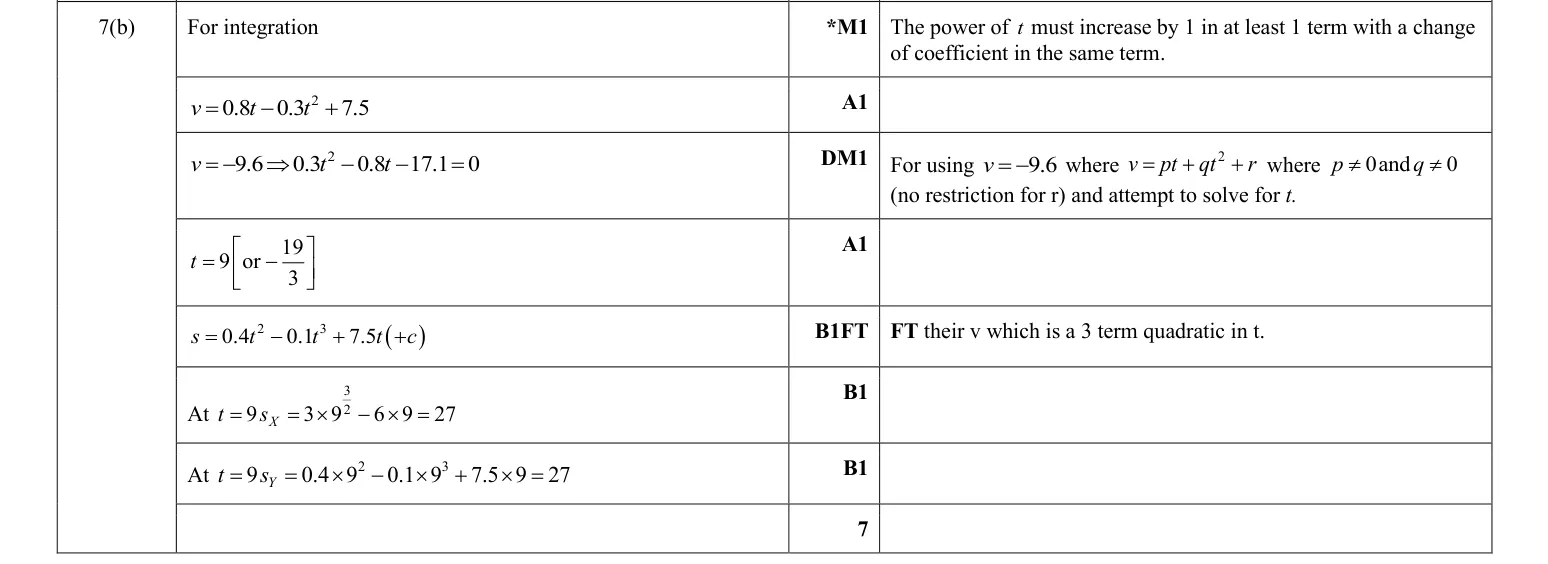 7(b) For integration *M1 The power of t must increase by 1 in at least 1 term with a change
of coefficient in the same term.
v = 0.8t − 0.3t² + 7.5 A1
v = −9.6 ⇒ 0.3t² − 0.8t − 17.1 = 0 DM1 For using v = −9.6 where v = pt + qt² + r where p ≠ 0 and q ≠ 0
(no restriction for r) and attempt to solve for t.
t = 9 [or − 19/3] A1
s = 0.4t² − 0.1t³ + 7.5t (+c) B1FT FT their v which is a 3 term quadratic in t.
At t = 9 s_X = 3 × 9^(3/2) − 6 × 9 = 27 B1
At t = 9 s_Y = 0.4 × 9² − 0.1 × 9³ + 7.5 × 9 = 27 B1
7